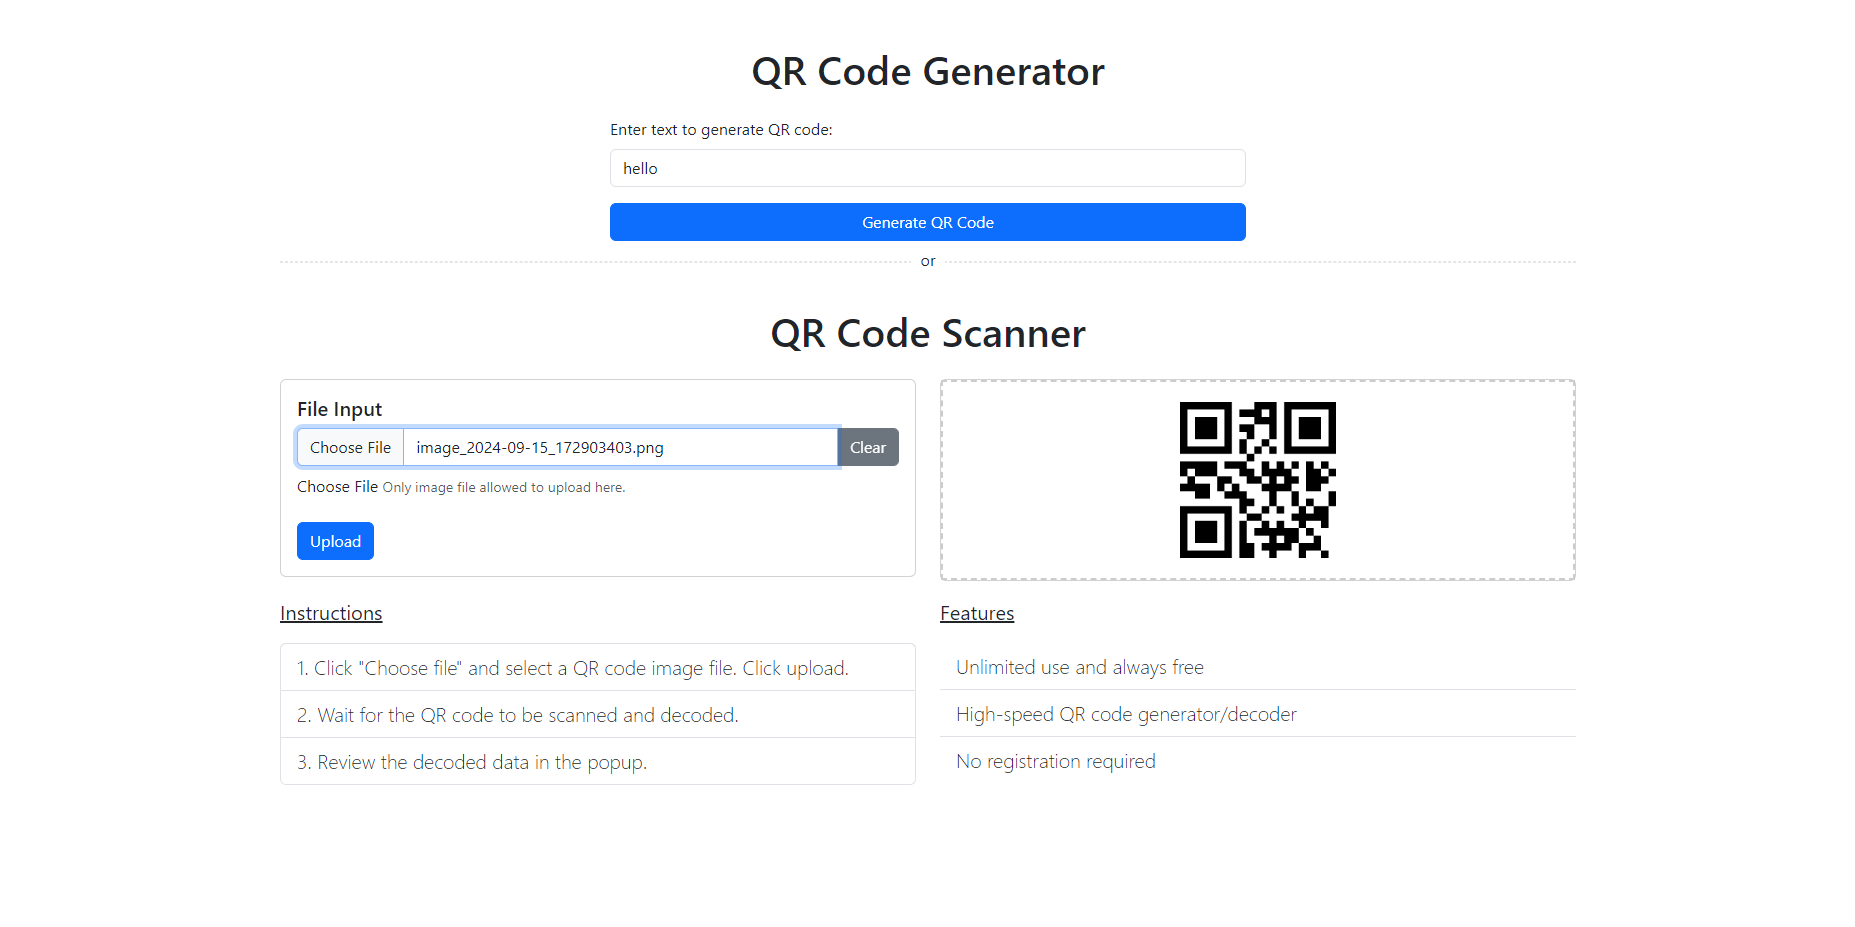 QR Code Generator
Enter text to generate QR code:
hello
Generate QR Code
or
QR Code Scanner
File Input
Choose File image_2024-09-15_172903403.png Clear
Choose File Only image file allowed to upload here.
Upload
Instructions
1. Click "Choose file" and select a QR code image file. Click upload.
2. Wait for the QR code to be scanned and decoded.
3. Review the decoded data in the popup.
Features
Unlimited use and always free
High-speed QR code generator/decoder
No registration required